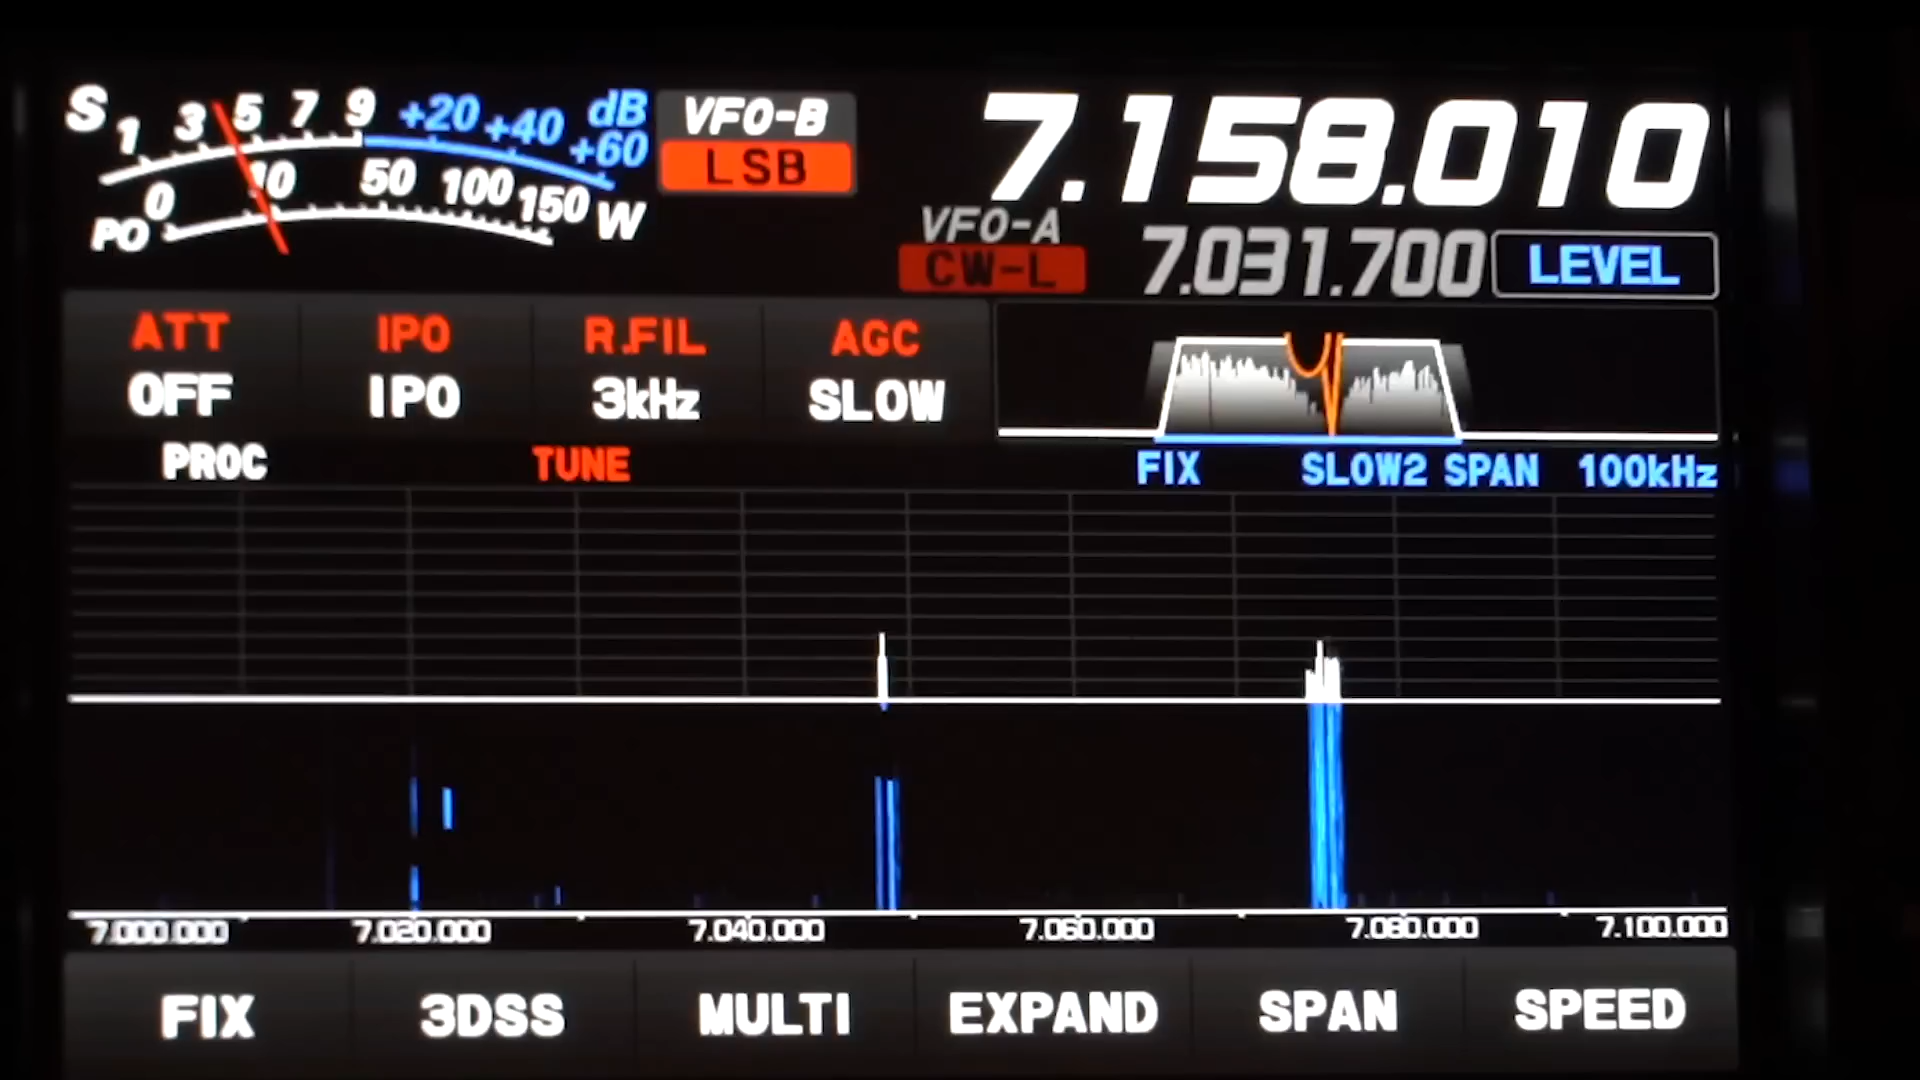 S 1 3 5 7 9 +20 +40 +60 dB
PO 0 10 50 100 150 W
VFO-B
LSB
7.158.010
VFO-A
CW-L
7.031.700
LEVEL
ATT IPO R.FIL AGC
OFF IPO 3kHz SLOW
PROC TUNE
FIX SLOW2 SPAN 100kHz
7.000.000 7.020.000 7.040.000 7.060.000 7.080.000 7.100.000
FIX 3DSS MULTI EXPAND SPAN SPEED